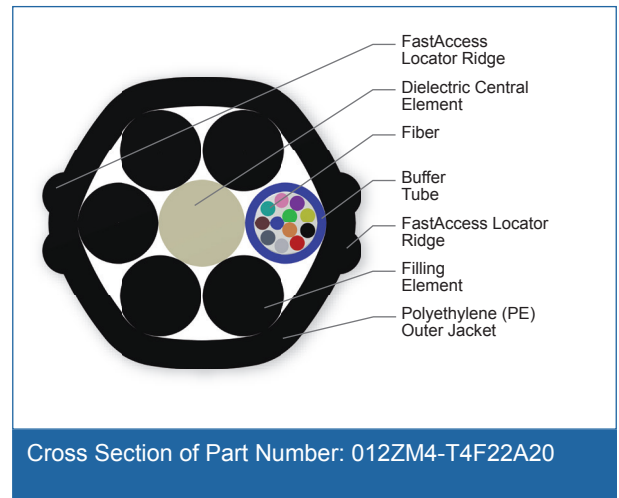 FastAccess
Locator Ridge
Dielectric Central
Element
Fiber
Buffer
Tube
FastAccess Locator
Ridge
Filling
Element
Polyethylene (PE)
Outer Jacket
Cross Section of Part Number: 012ZM4-T4F22A20